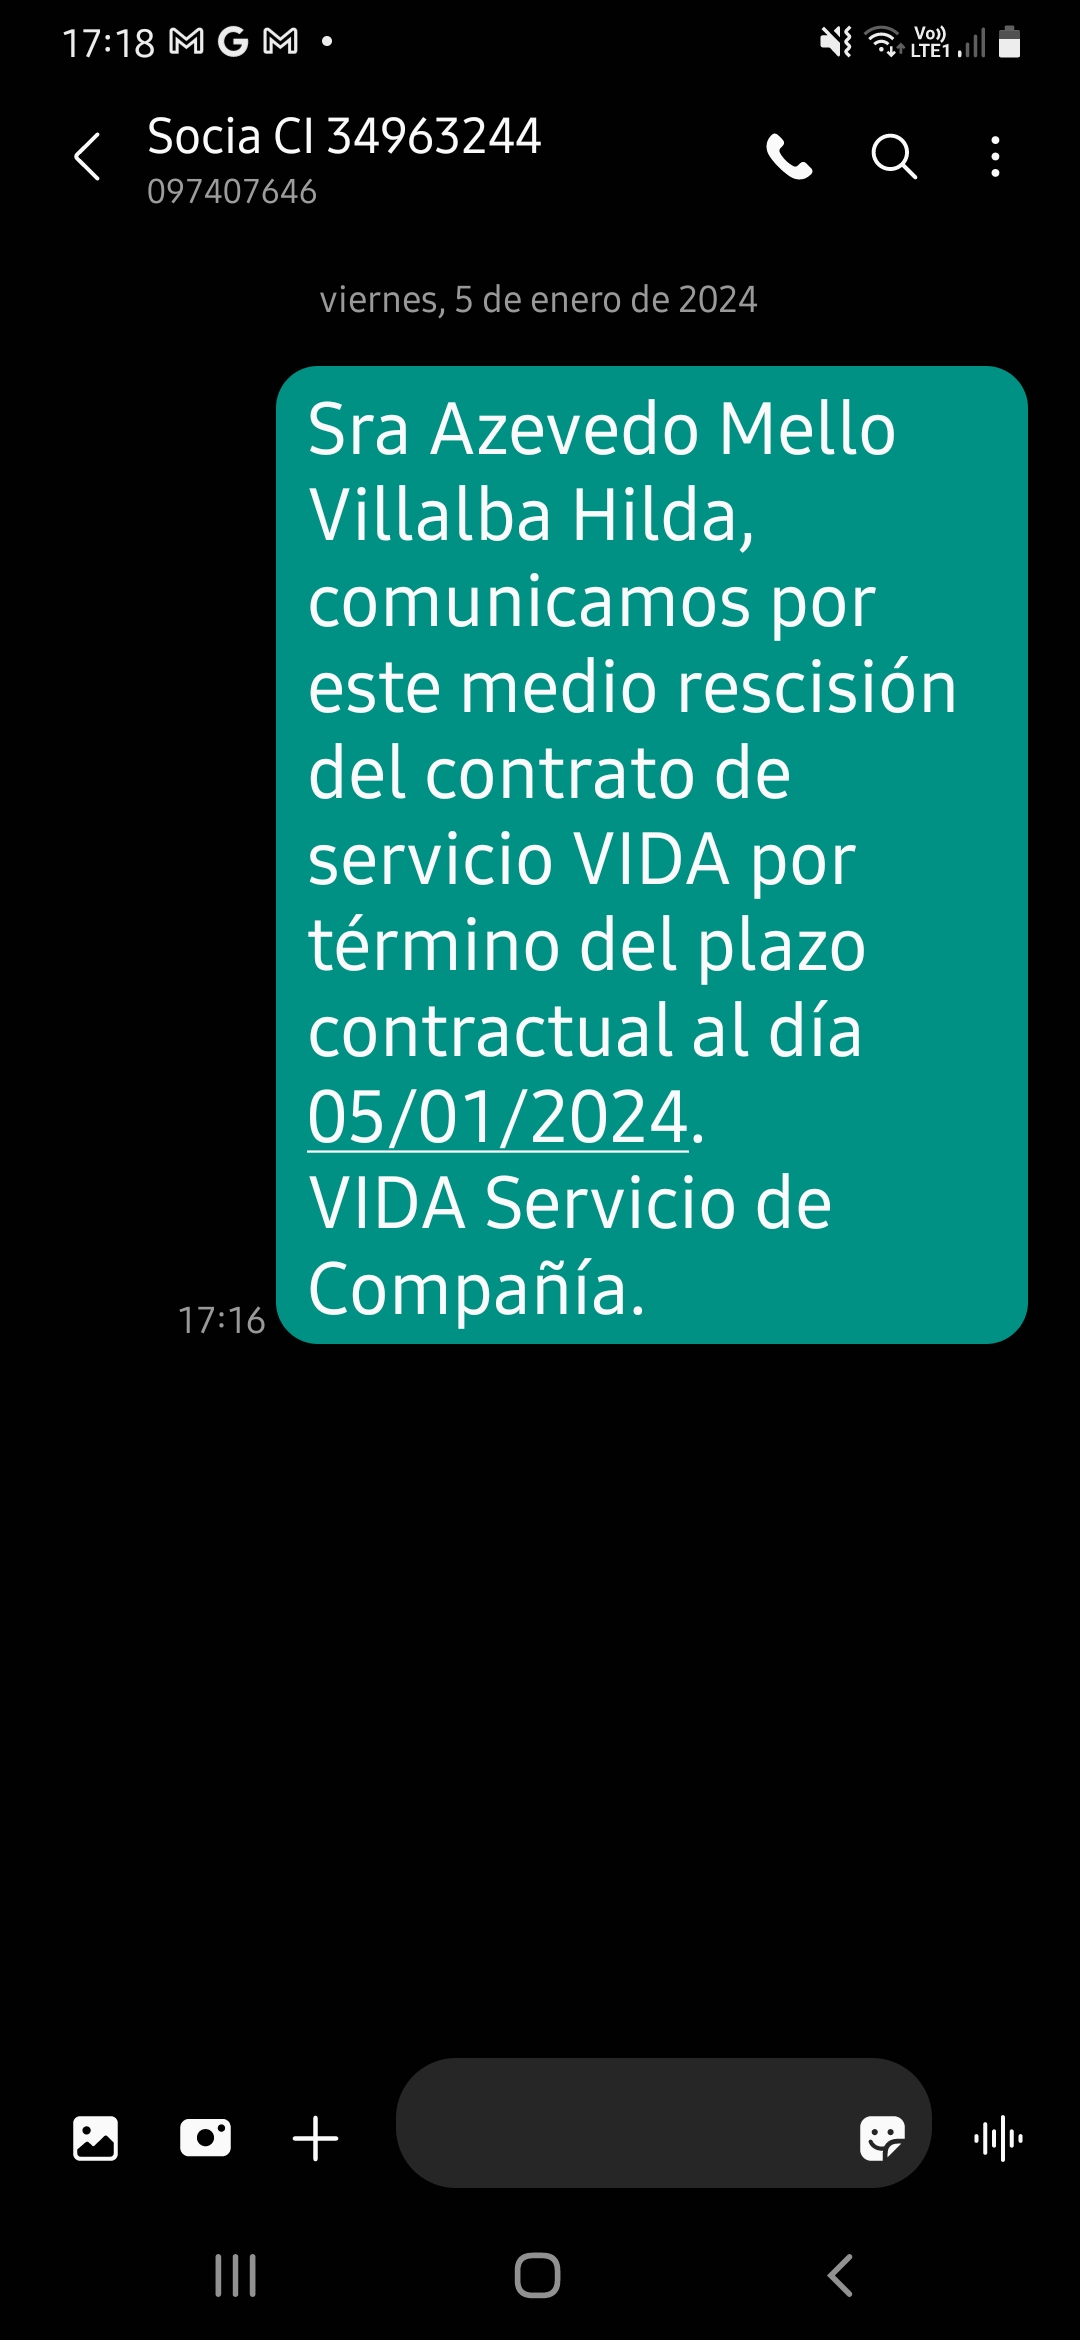 17:18
Vo)) LTE1
Socia CI 34963244
097407646
viernes, 5 de enero de 2024
Sra Azevedo Mello
Villalba Hilda,
comunicamos por
este medio rescisión
del contrato de
servicio VIDA por
término del plazo
contractual al día
05/01/2024.
VIDA Servicio de
Compañía.
17:16